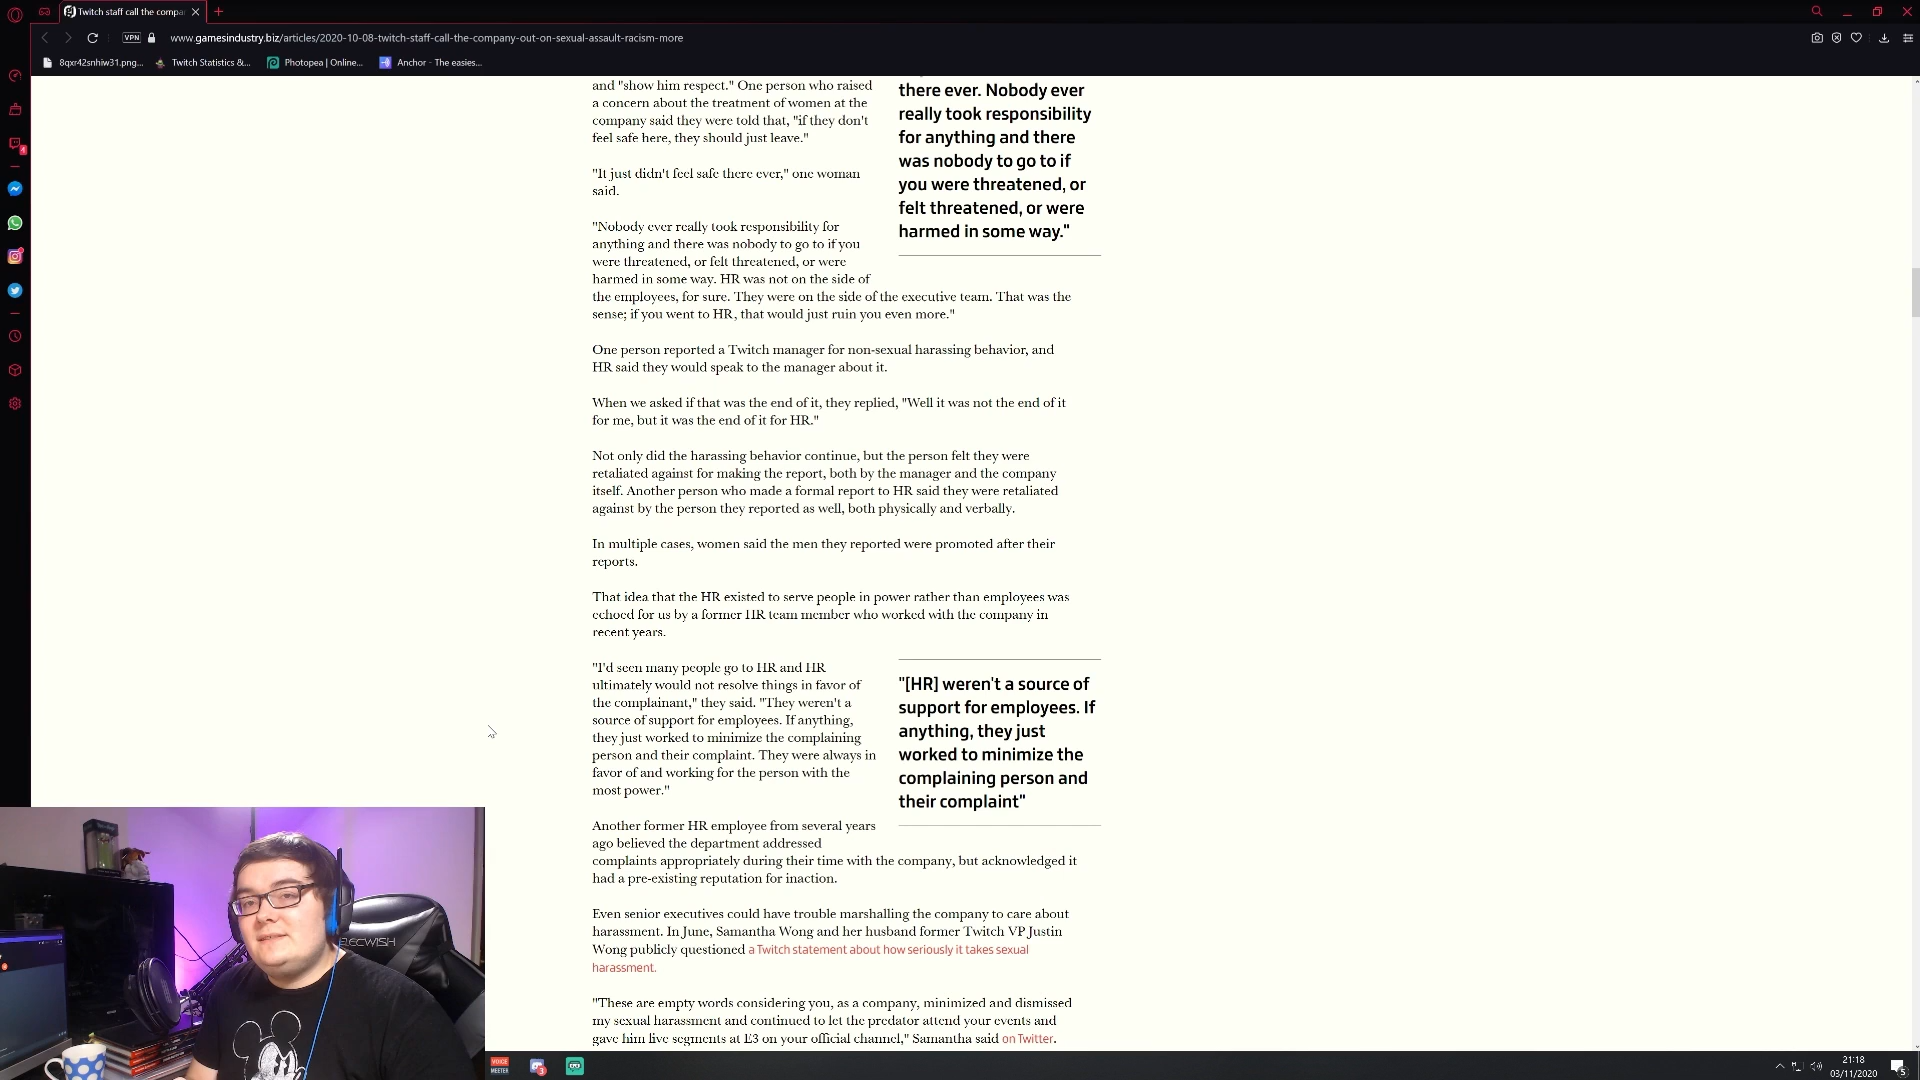 Twitch staff call the compa
www.gamesindustry.biz/articles/2020-10-08-twitch-staff-call-the-company-out-on-sexual-assault-racism-more
VPN
8qxr42snhiw31.png...
Twitch Statistics &...
Photopea | Online...
Anchor - The easies...
and "show him respect." One person who raised
a concern about the treatment of women at the
company said they were told that, "if they don't
feel safe here, they should just leave."
"It just didn't feel safe there ever," one woman
said.
"Nobody ever really took responsibility for
anything and there was nobody to go to if you
were threatened, or felt threatened, or were
harmed in some way. HR was not on the side of
the employees, for sure. They were on the side of the executive team. That was the
sense; if you went to HR, that would just ruin you even more."
there ever. Nobody ever
really took responsibility
for anything and there
was nobody to go to if
you were threatened, or
felt threatened, or were
harmed in some way."
One person reported a Twitch manager for non-sexual harassing behavior, and
HR said they would speak to the manager about it.
When we asked if that was the end of it, they replied, "Well it was not the end of it
for me, but it was the end of it for HR."
Not only did the harassing behavior continue, but the person felt they were
retaliated against for making the report, both by the manager and the company
itself. Another person who made a formal report to HR said they were retaliated
against by the person they reported as well, both physically and verbally.
In multiple cases, women said the men they reported were promoted after their
reports.
That idea that the HR existed to serve people in power rather than employees was
echoed for us by a former HR team member who worked with the company in
recent years.
"I'd seen many people go to HR and HR
ultimately would not resolve things in favor of
the complainant," they said. "They weren't a
source of support for employees. If anything,
they just worked to minimize the complaining
person and their complaint. They were always in
favor of and working for the person with the
most power."
"[HR] weren't a source of
support for employees. If
anything, they just
worked to minimize the
complaining person and
their complaint"
Another former HR employee from several years
ago believed the department addressed
complaints appropriately during their time with the company, but acknowledged it
had a pre-existing reputation for inaction.
Even senior executives could have trouble marshalling the company to care about
harassment. In June, Samantha Wong and her husband former Twitch VP Justin
Wong publicly questioned a Twitch statement about how seriously it takes sexual
harassment.
"These are empty words considering you, as a company, minimized and dismissed
my sexual harassment and continued to let the predator attend your events and
gave him live segments at E3 on your official channel," Samantha said on Twitter.
ELECWISH
VOICE
MEETER
21:18
03/11/2020